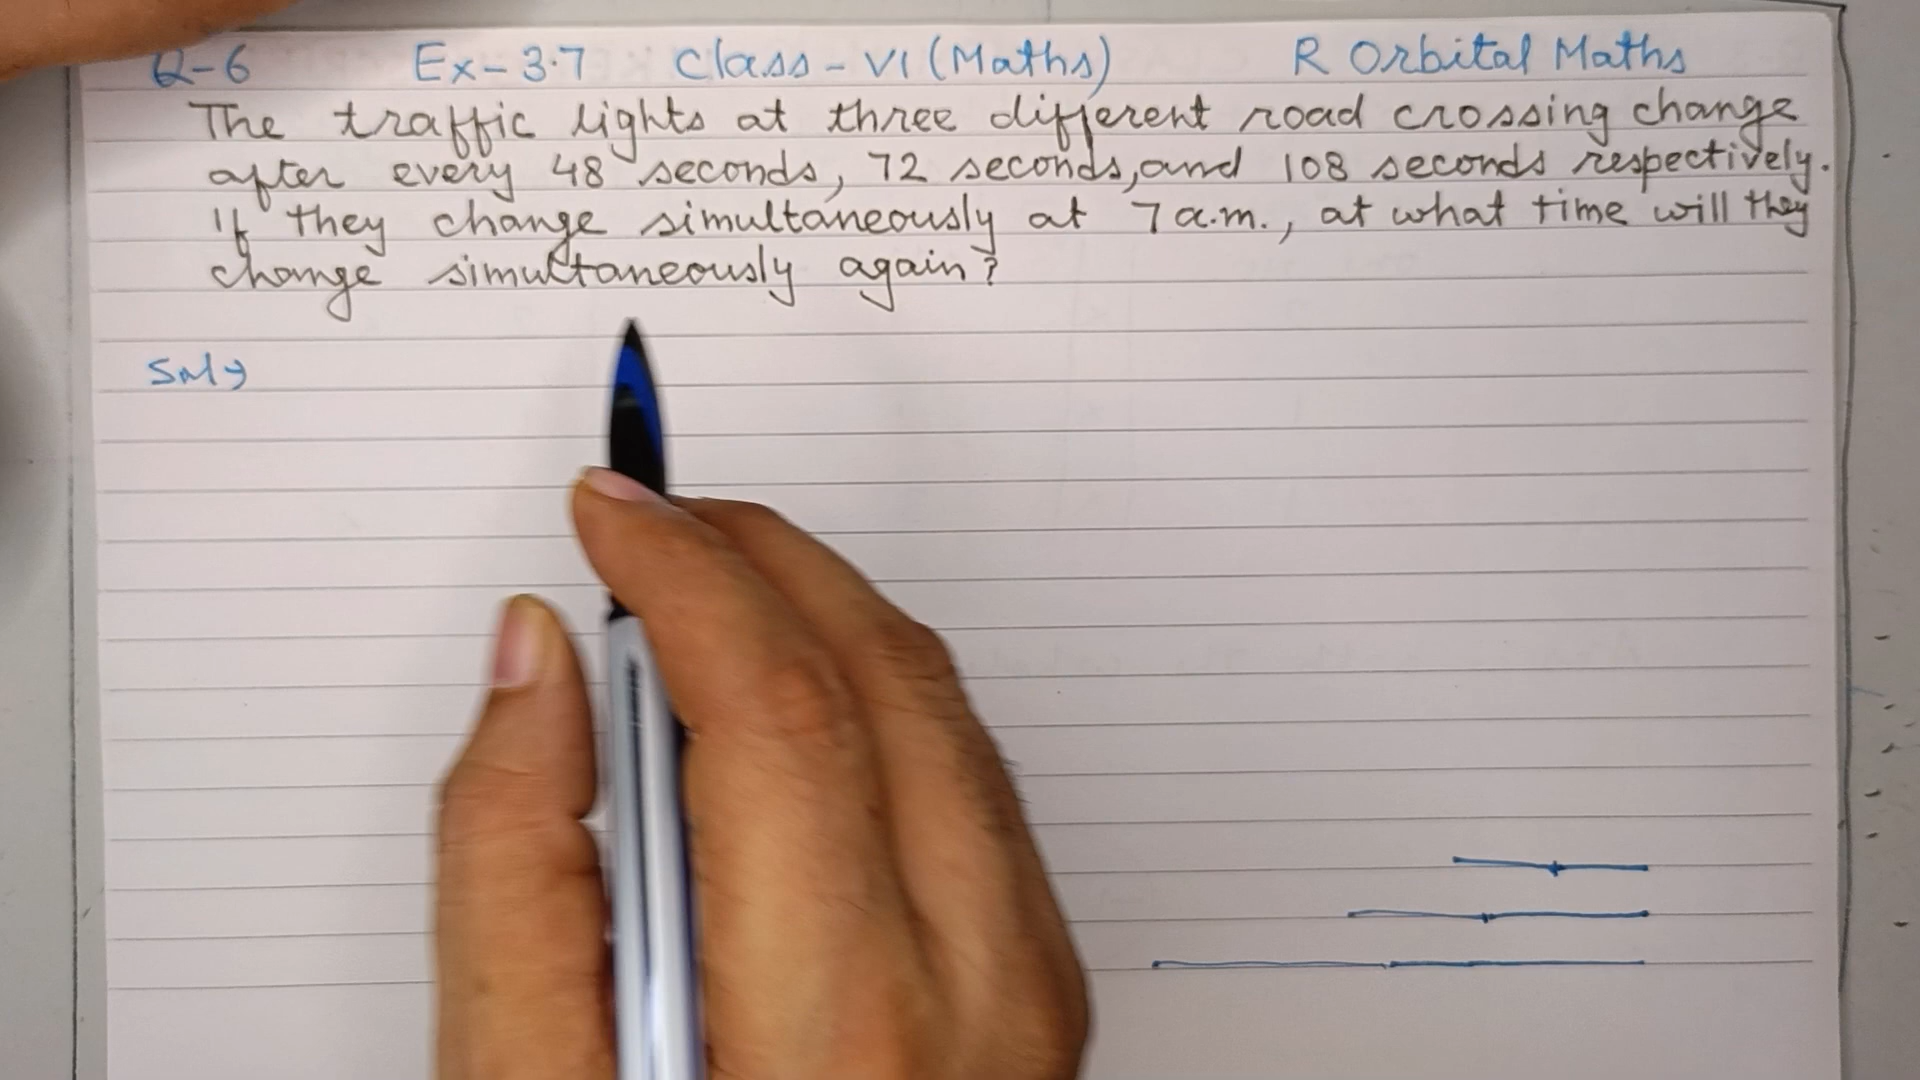 Q-6 Ex-3.7 Class-VI (Maths) R Orbital Maths
The traffic lights at three different road crossing change
after every 48 seconds, 72 seconds, and 108 seconds respectively.
If they change simultaneously at 7 a.m., at what time will they
change simultaneously again?
Sol→